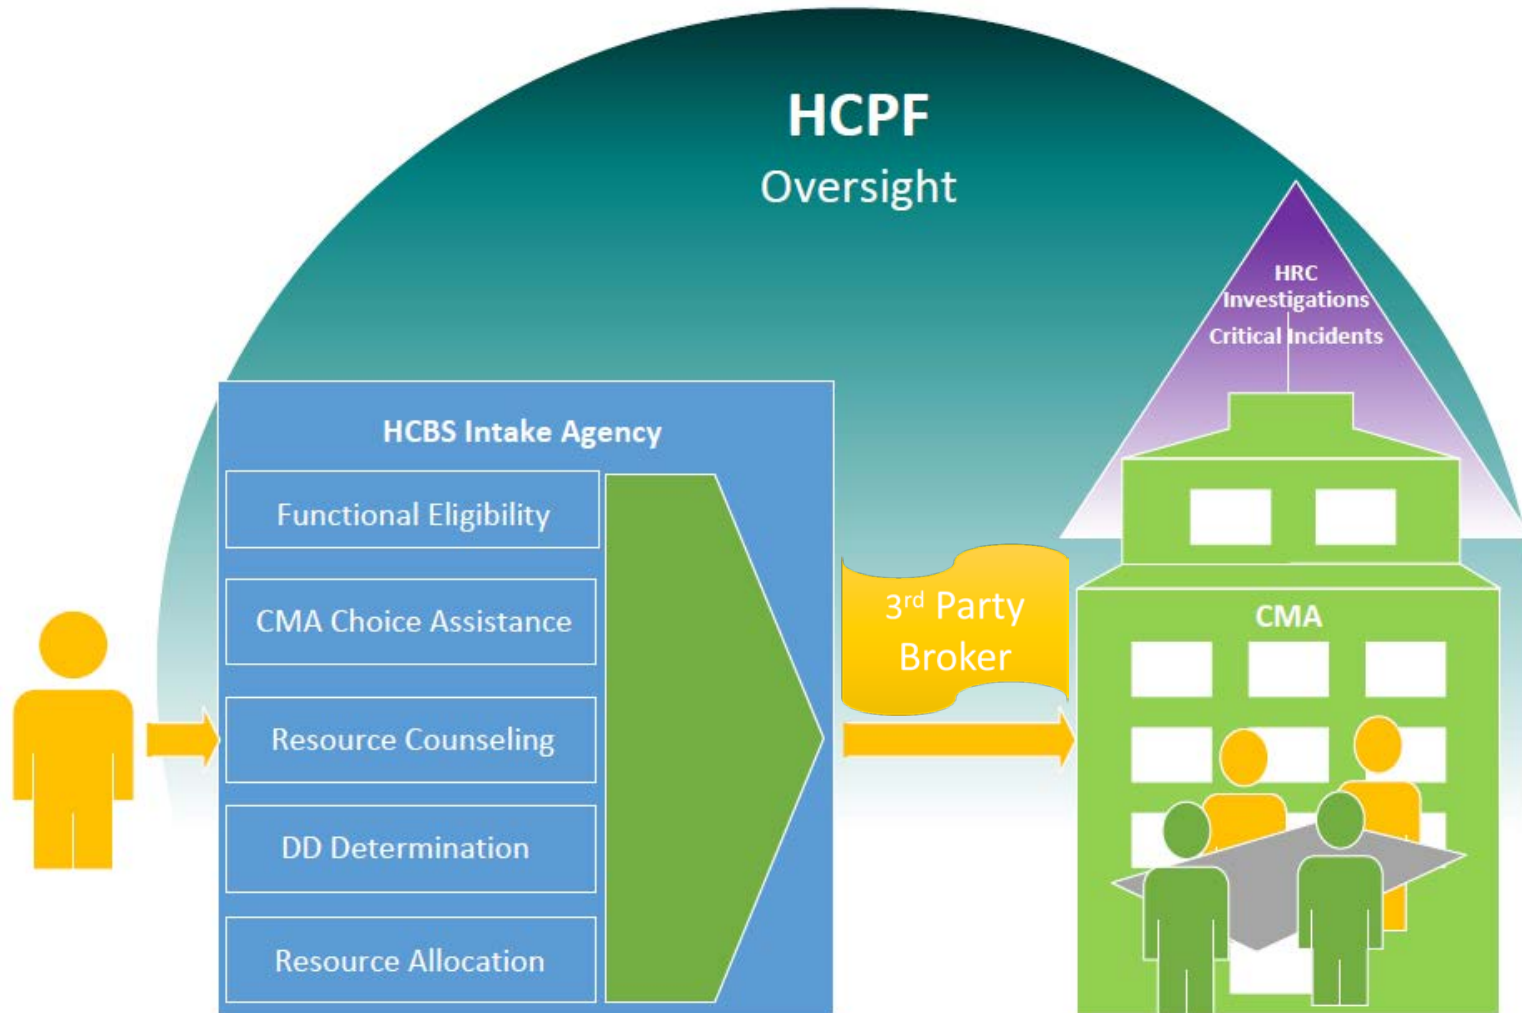 HCPF
Oversight
HRC
Investigations
Critical Incidents
HCBS Intake Agency
Functional Eligibility
CMA Choice Assistance
Resource Counseling
DD Determination
Resource Allocation
3rd Party
Broker
CMA